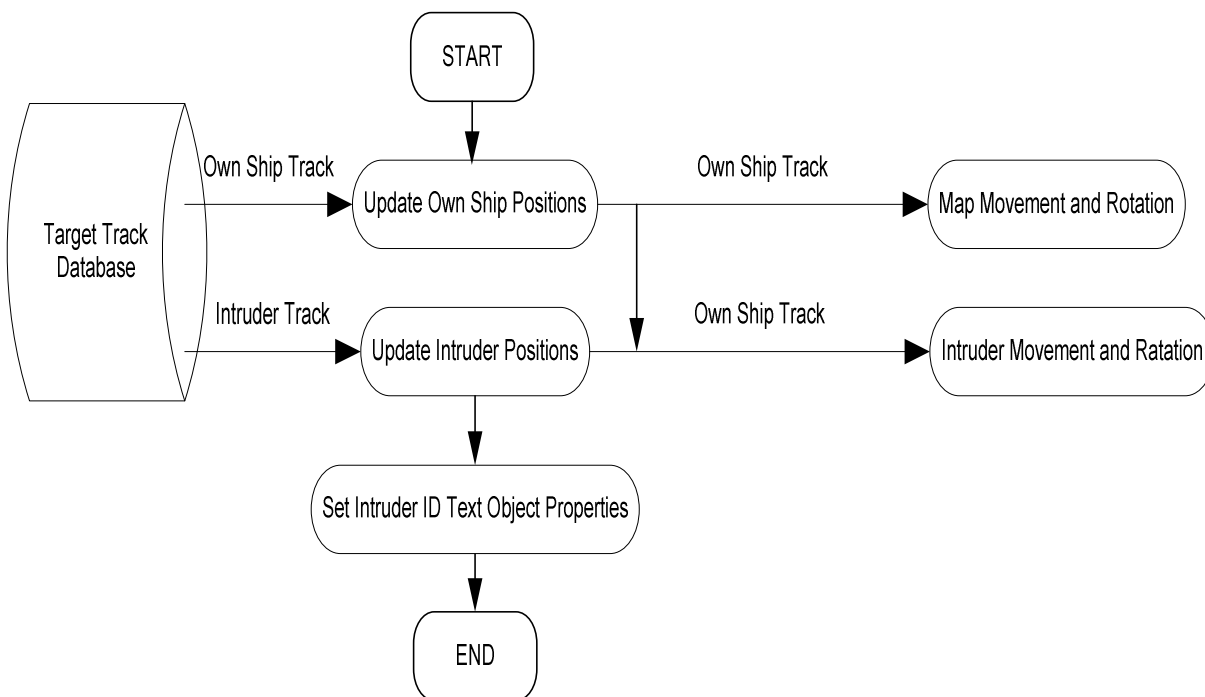 START
Own Ship Track
Own Ship Track
Update Own Ship Positions
Map Movement and Rotation
Target Track
Database
Intruder Track
Own Ship Track
Update Intruder Positions
Intruder Movement and Ratation
Set Intruder ID Text Object Properties
END